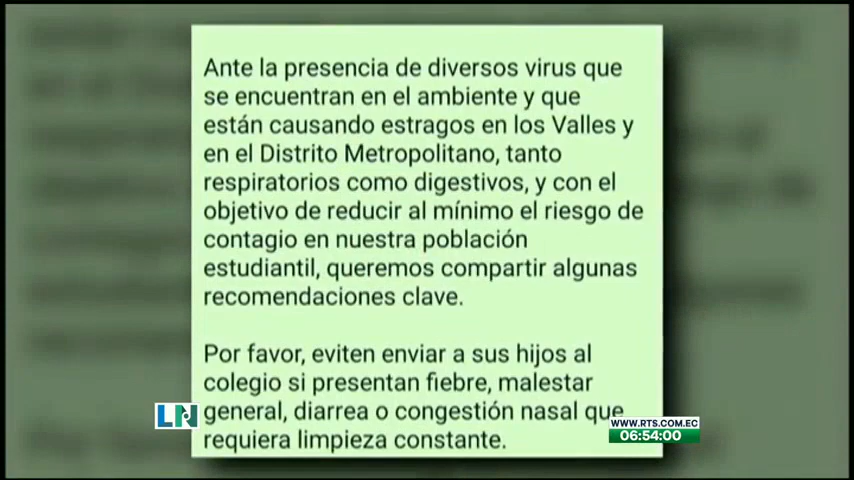 Ante la presencia de diversos virus que
se encuentran en el ambiente y que
están causando estragos en los Valles y
en el Distrito Metropolitano, tanto
respiratorios como digestivos, y con el
objetivo de reducir al mínimo el riesgo de
contagio en nuestra población
estudiantil, queremos compartir algunas
recomendaciones clave.
Por favor, eviten enviar a sus hijos al
colegio si presentan fiebre, malestar
general, diarrea o congestión nasal que
requiera limpieza constante.
LN
WWW.RTS.COM.EC
06:54:00